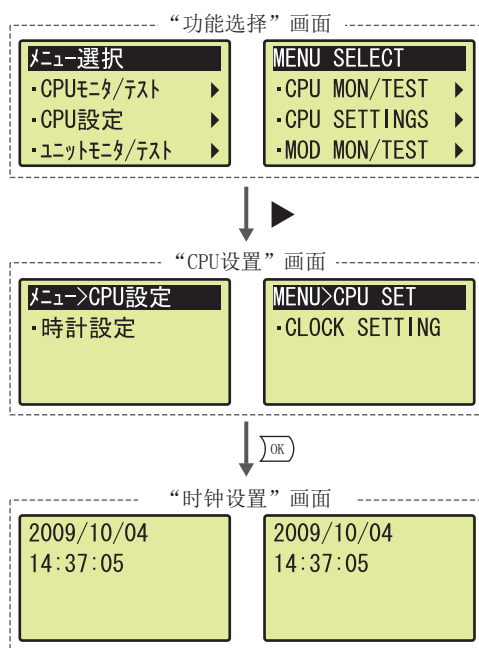 “功能选择”画面
ﾒﾆｭｰ選択
・CPUﾓﾆﾀ/ﾃｽﾄ ▶
・CPU設定 ▶
・ﾕﾆｯﾄﾓﾆﾀ/ﾃｽﾄ ▶
MENU SELECT
・CPU MON/TEST ▶
・CPU SETTINGS ▶
・MOD MON/TEST ▶
“CPU设置”画面
ﾒﾆｭｰ>CPU設定
・時計設定
MENU>CPU SET
・CLOCK SETTING
OK
“时钟设置”画面
2009/10/04
14:37:05
2009/10/04
14:37:05